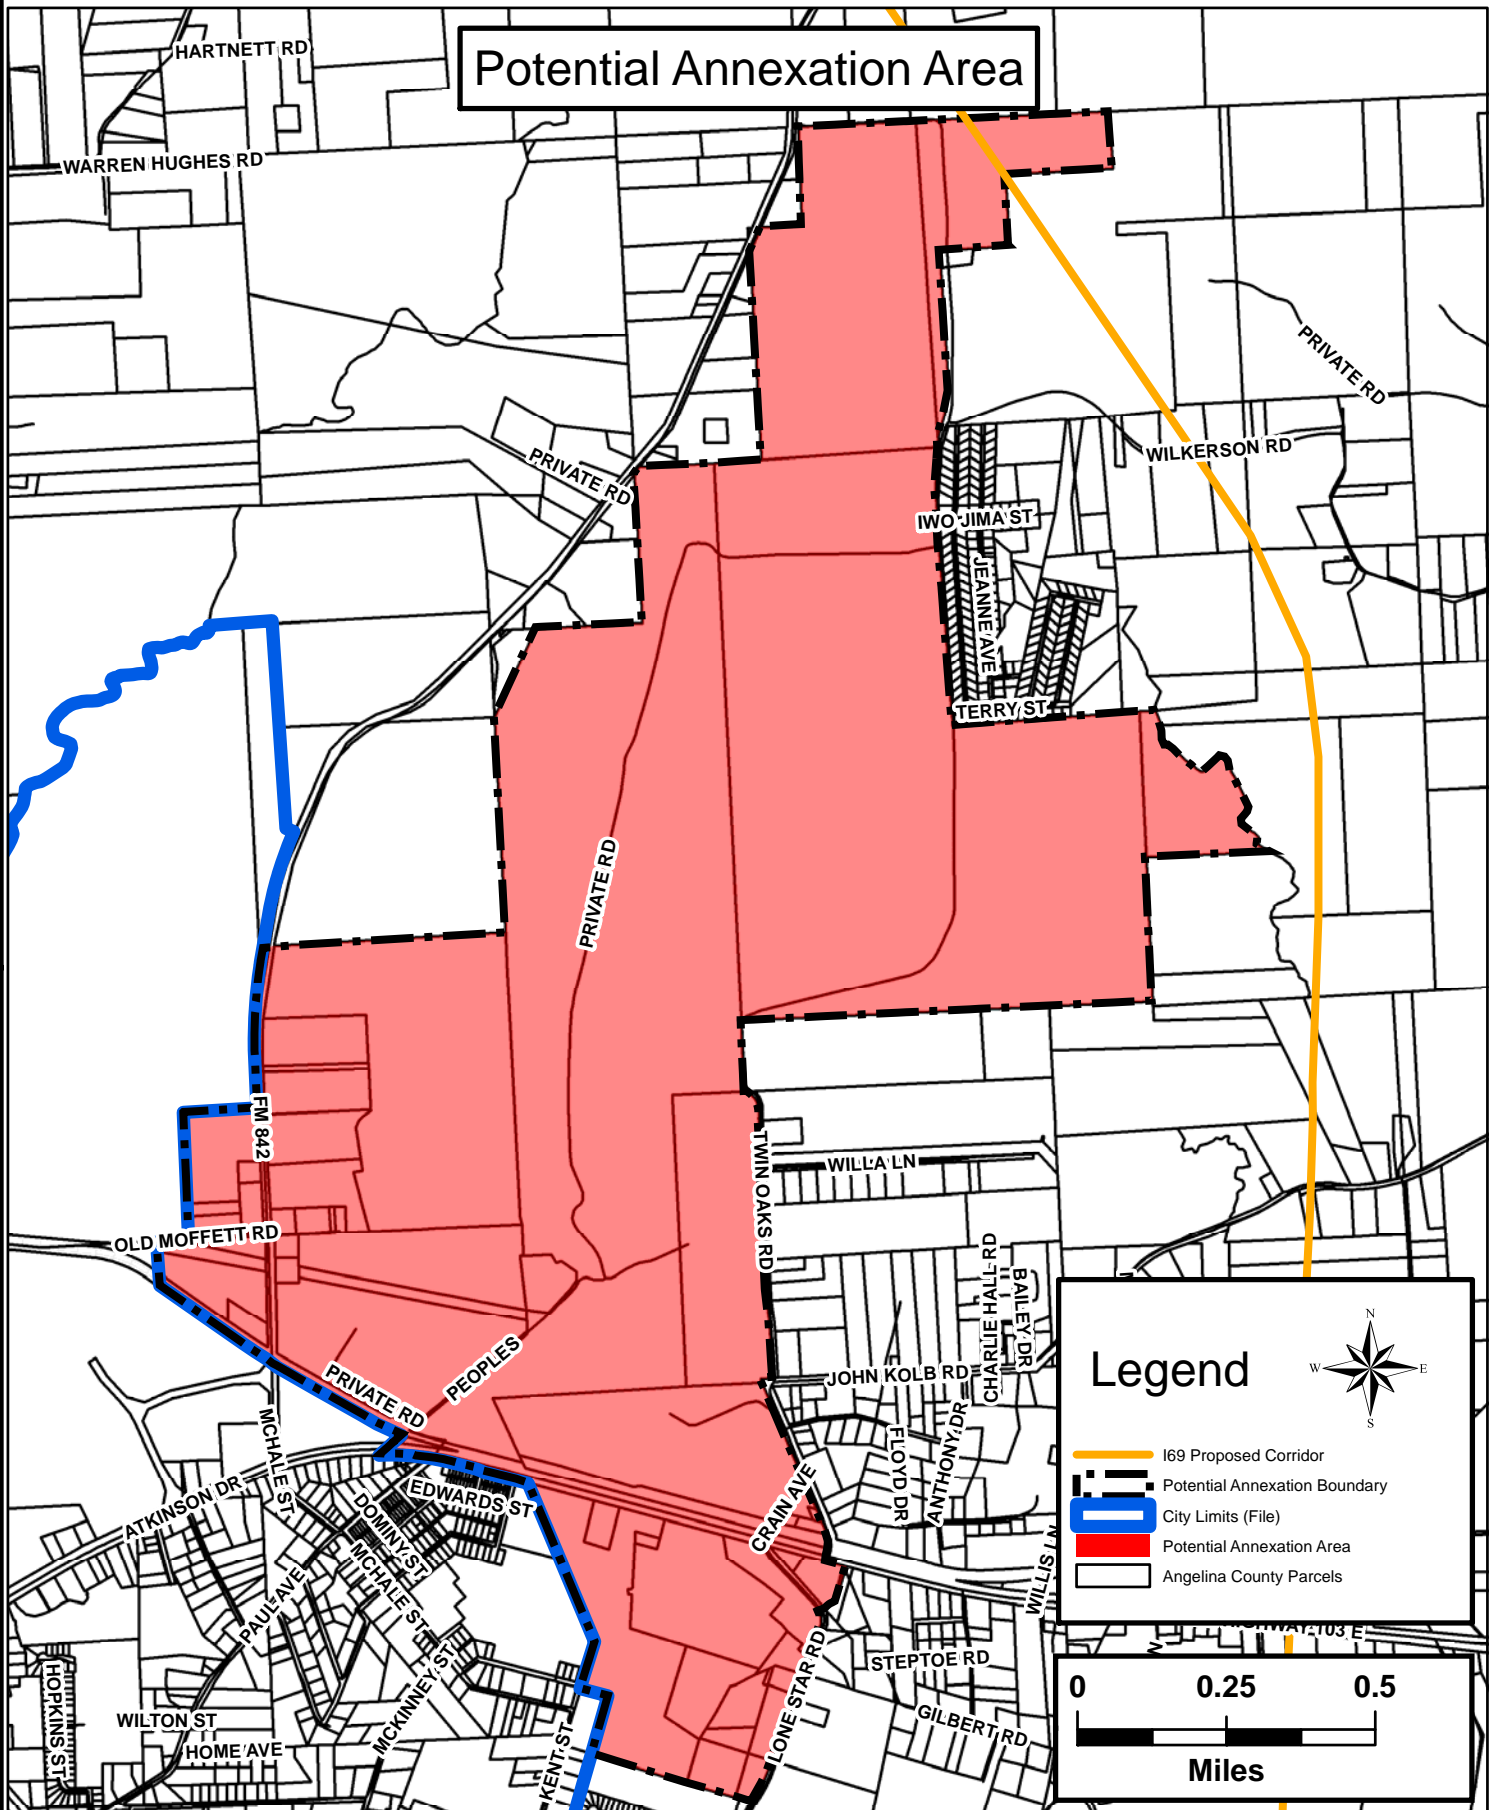 Potential Annexation Area
HARTNETT RD
WARREN HUGHES RD
PRIVATE RD
WILKERSON RD
PRIVATE RD
IWO JIMA ST
JEANNE AVE
TERRY ST
PRIVATE RD
FM 842
TWIN OAKS RD
WILLA LN
OLD MOFFETT RD
CHARLIE HALL RD
BAILEY DR
PEOPLES
PRIVATE RD
JOHN KOLB RD
MCHALE ST
FLOYD DR
ANTHONY DR
ATKINSON DR
EDWARDS ST
DOMINY ST
CRAIN AVE
MCHALE ST
PAUL AVE
WILLIS LN
MCKINNEY ST
HOPKINS ST
LONE STAR RD
STEPTOE RD
WILTON ST
GILBERT RD
HOME AVE
KENT ST
Legend
N
W
E
S
I69 Proposed Corridor
Potential Annexation Boundary
City Limits (File)
Potential Annexation Area
Angelina County Parcels
103 E
0 0.25 0.5
Miles